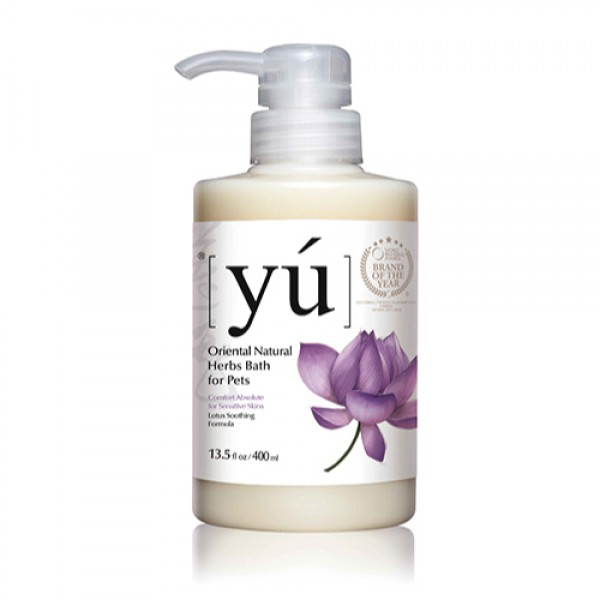 ®
[yú]
BRAND
OF THE
YEAR
Oriental Natural
Herbs Bath
for Pets
Comfort Absolute
for Sensitive Skins
Lotus Soothing
Formula
13.5 fl oz / 400 ml